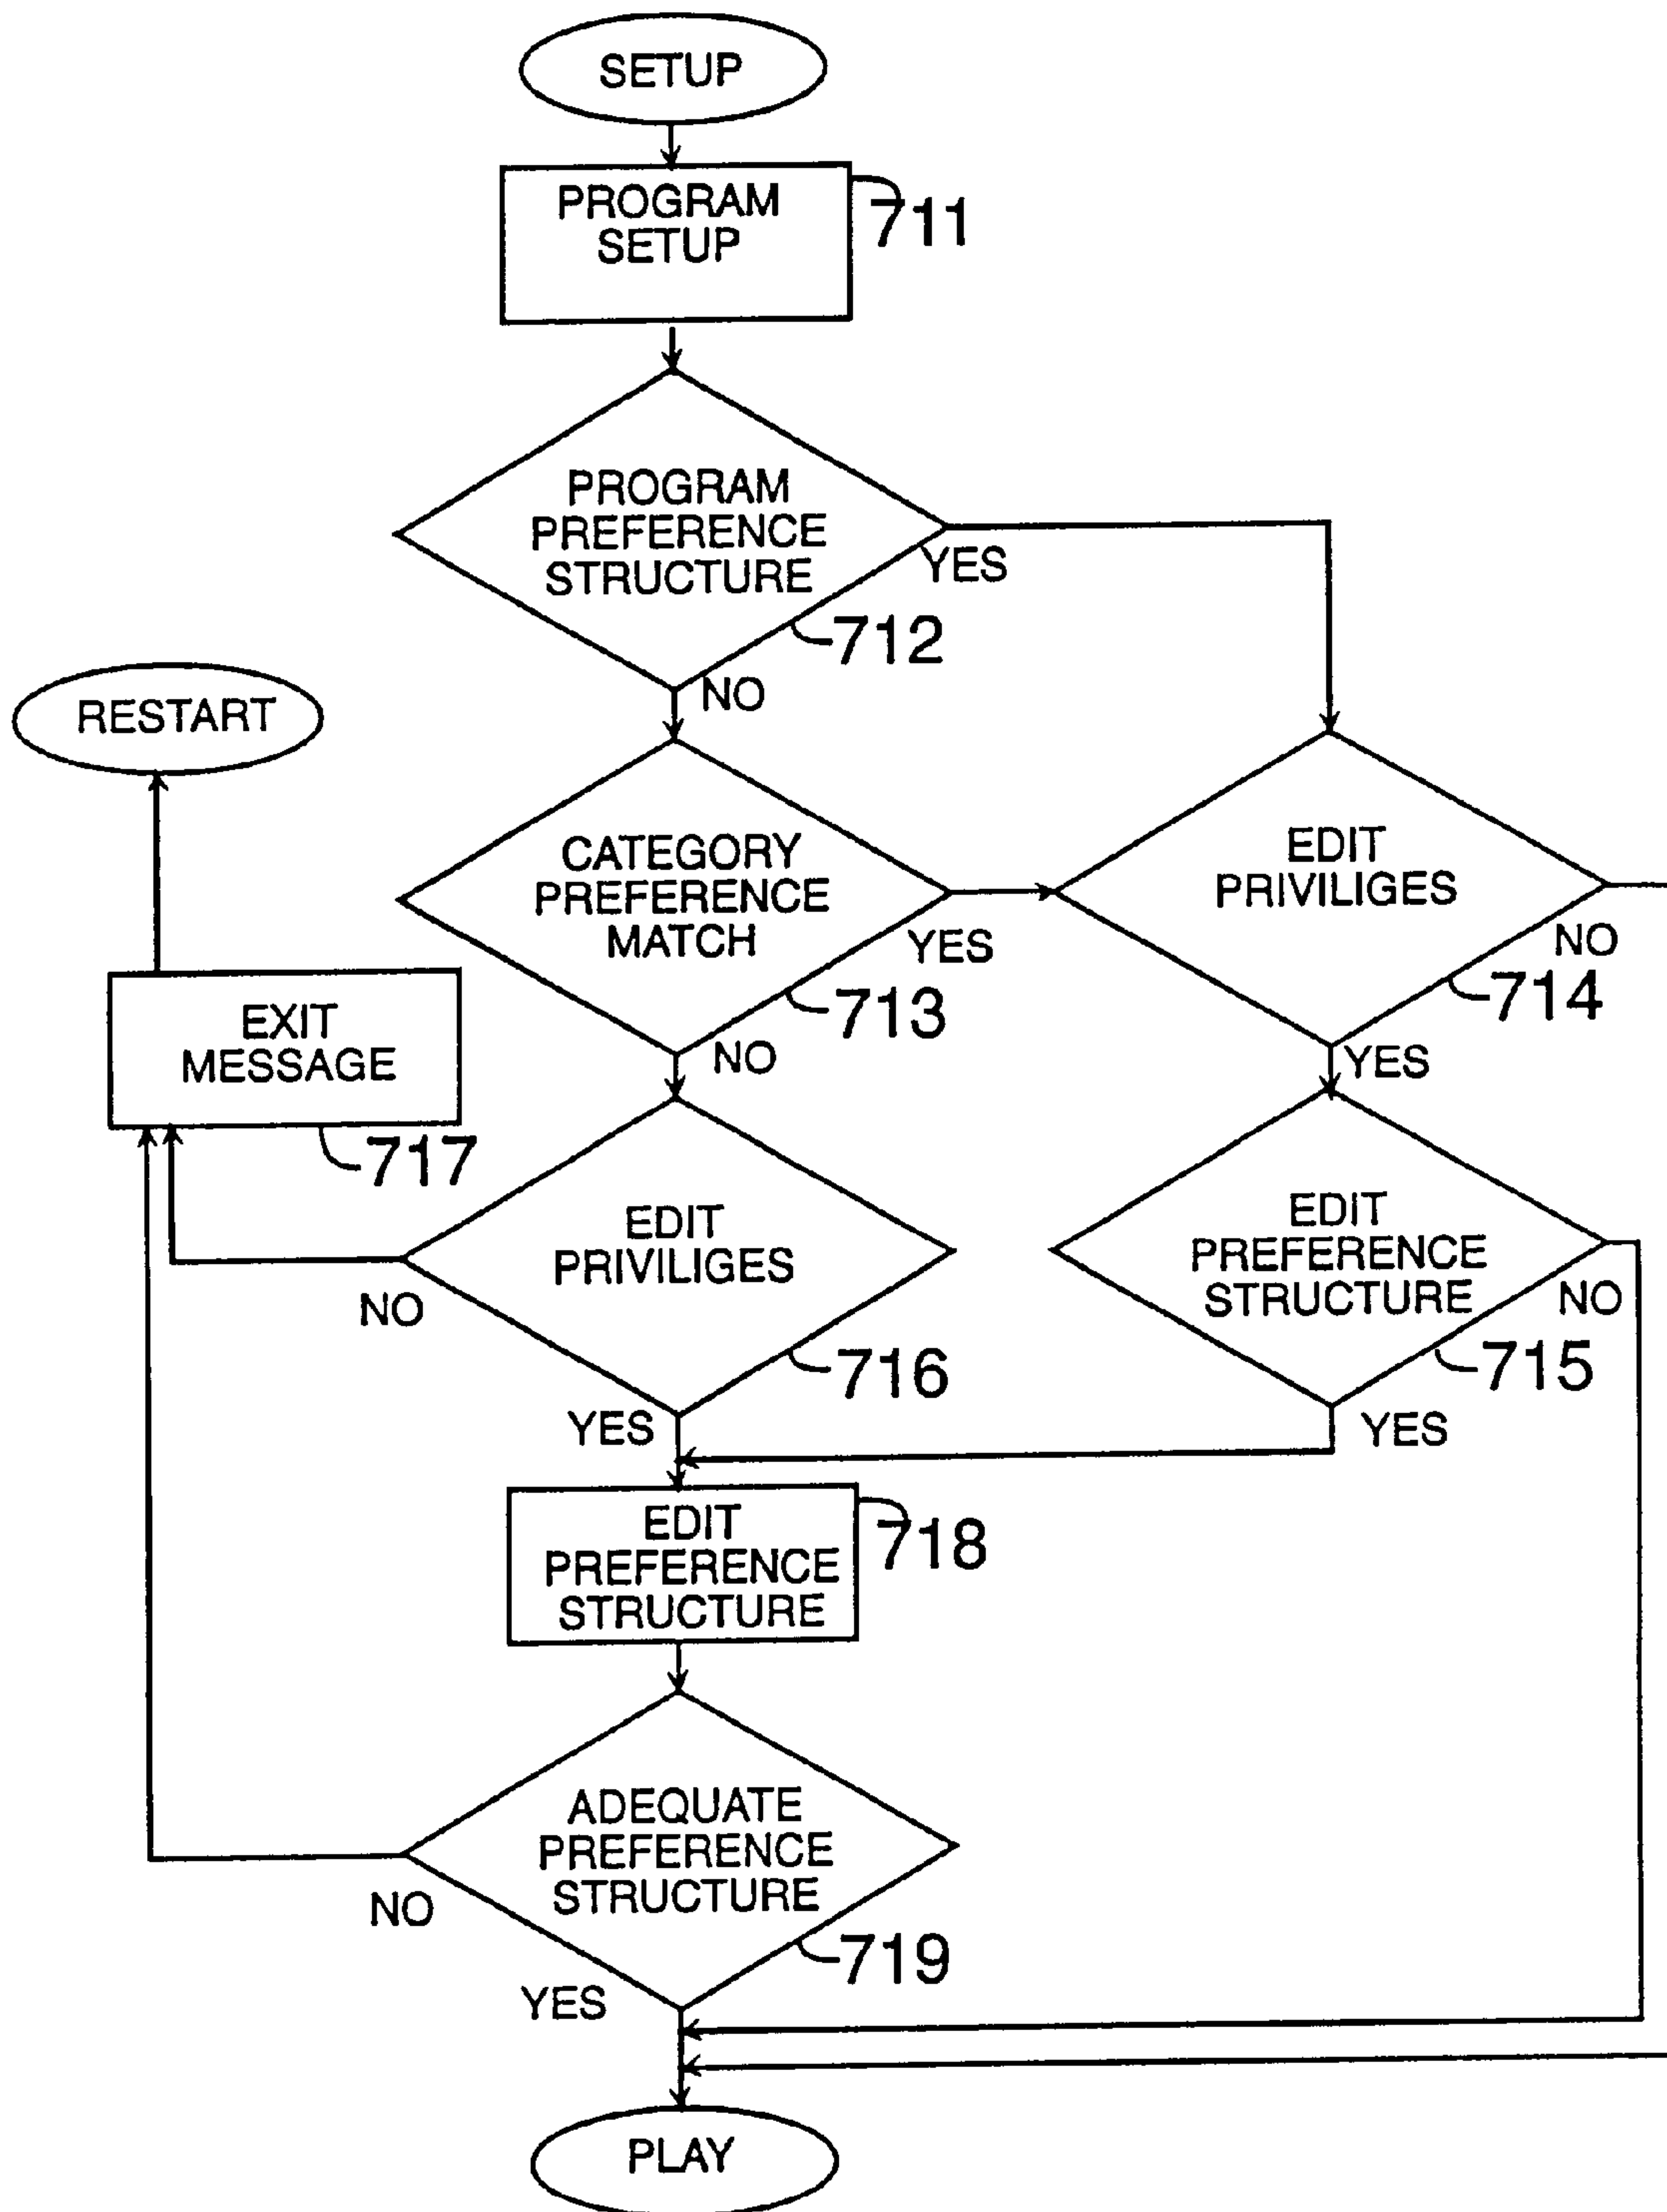 SETUP
PROGRAM
SETUP
711
PROGRAM
PREFERENCE
STRUCTURE
YES
712
NO
RESTART
CATEGORY
PREFERENCE
MATCH
YES
713
NO
EDIT
PRIVILIGES
NO
714
YES
EXIT
MESSAGE
717
EDIT
PRIVILIGES
NO
716
YES
EDIT
PREFERENCE
STRUCTURE
NO
715
YES
EDIT
PREFERENCE
STRUCTURE
718
ADEQUATE
PREFERENCE
STRUCTURE
NO
719
YES
PLAY